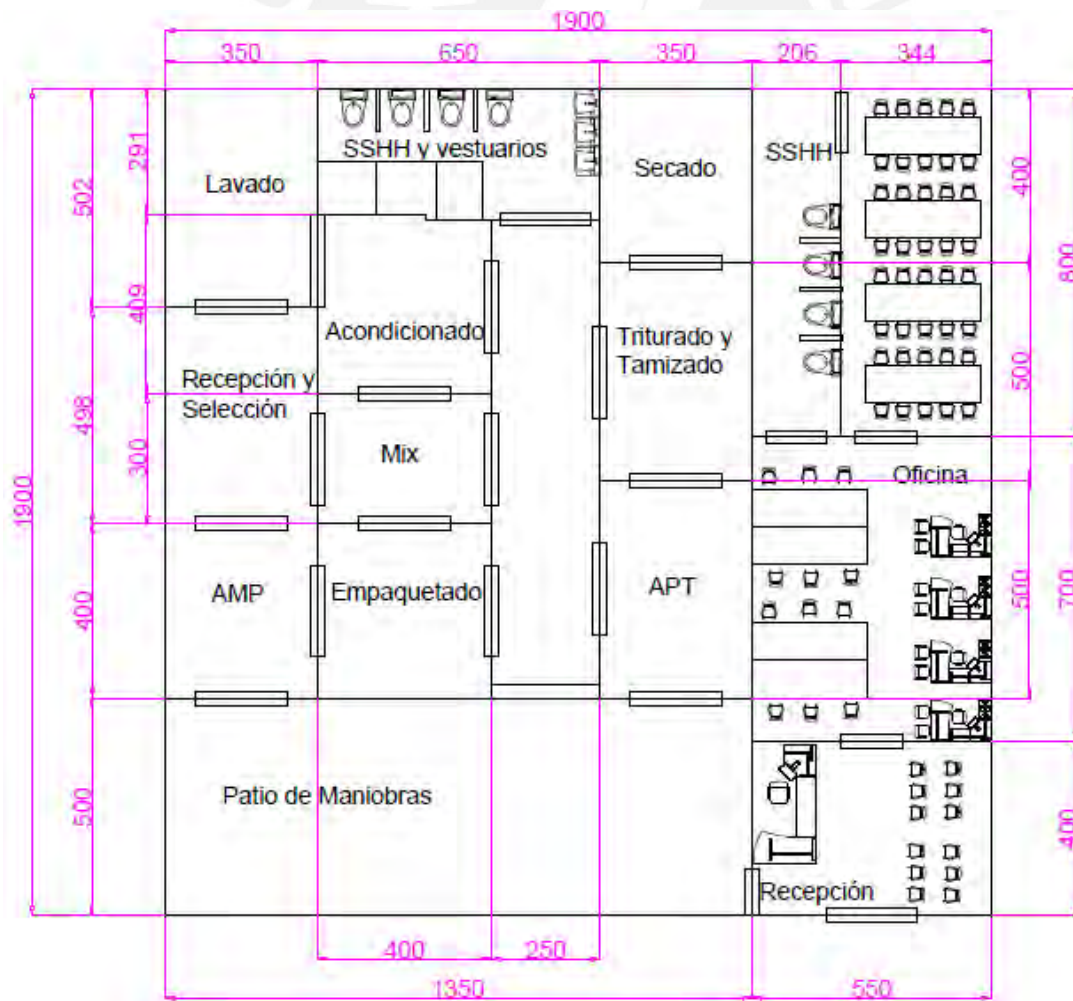 1900
350 650 350 206 344
SSHH y vestuarios
SSHH
Lavado
Secado
291
502
400
800
409
Acondicionado
Triturado y
Tamizado
Recepción y
Selección
498
500
300
Mix
Oficina
1900
AMP
Empaquetado
APT
400
500
700
Patio de Maniobras
500
400
Recepción
400 250
1350 550